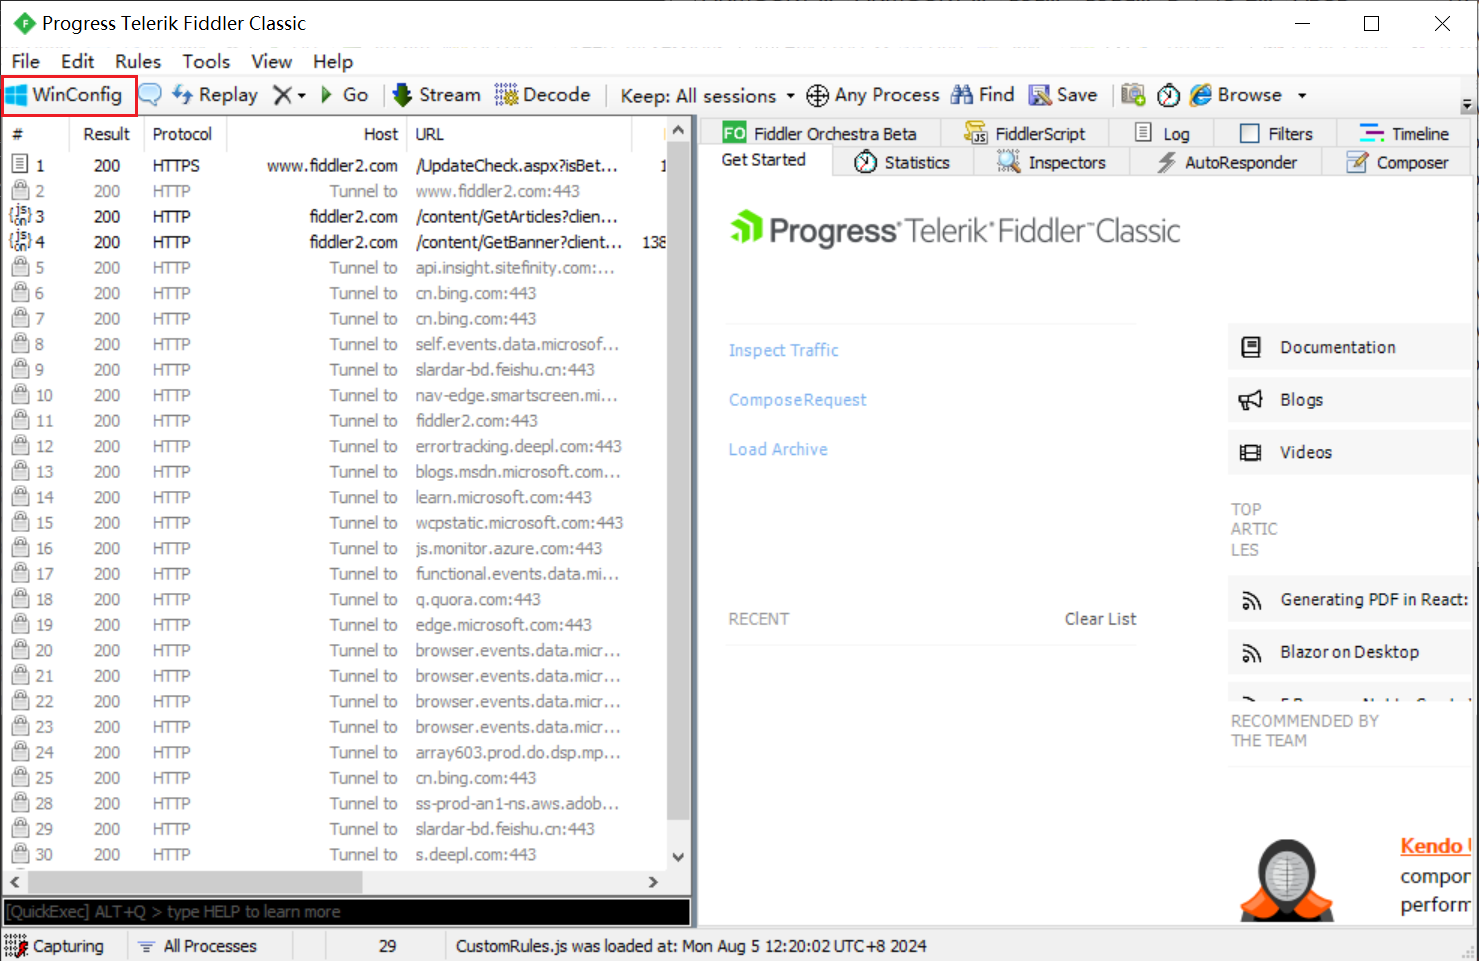 Progress Telerik Fiddler Classic
File Edit Rules Tools View Help
WinConfig Replay Go Stream Decode Keep: All sessions Any Process Find Save Browse
# Result Protocol Host URL
1 200 HTTPS www.fiddler2.com /UpdateCheck.aspx?isBet... 1
2 200 HTTP Tunnel to www.fiddler2.com:443
3 200 HTTP fiddler2.com /content/GetArticles?clien...
4 200 HTTP fiddler2.com /content/GetBanner?client... 138
5 200 HTTP Tunnel to api.insight.sitefinity.com:...
6 200 HTTP Tunnel to cn.bing.com:443
7 200 HTTP Tunnel to cn.bing.com:443
8 200 HTTP Tunnel to self.events.data.microsof...
9 200 HTTP Tunnel to slardar-bd.feishu.cn:443
10 200 HTTP Tunnel to nav-edge.smartscreen.mi...
11 200 HTTP Tunnel to fiddler2.com:443
12 200 HTTP Tunnel to errortracking.deepl.com:443
13 200 HTTP Tunnel to blogs.msdn.microsoft.com...
14 200 HTTP Tunnel to learn.microsoft.com:443
15 200 HTTP Tunnel to wcpstatic.microsoft.com:443
16 200 HTTP Tunnel to js.monitor.azure.com:443
17 200 HTTP Tunnel to functional.events.data.mi...
18 200 HTTP Tunnel to q.quora.com:443
19 200 HTTP Tunnel to edge.microsoft.com:443
20 200 HTTP Tunnel to browser.events.data.micr...
21 200 HTTP Tunnel to browser.events.data.micr...
22 200 HTTP Tunnel to browser.events.data.micr...
23 200 HTTP Tunnel to browser.events.data.micr...
24 200 HTTP Tunnel to array603.prod.do.dsp.mp...
25 200 HTTP Tunnel to cn.bing.com:443
28 200 HTTP Tunnel to ss-prod-an1-ns.aws.adob...
29 200 HTTP Tunnel to slardar-bd.feishu.cn:443
30 200 HTTP Tunnel to s.deepl.com:443
[QuickExec] ALT+Q > type HELP to learn more
FO Fiddler Orchestra Beta FiddlerScript Log Filters Timeline
Get Started Statistics Inspectors AutoResponder Composer
Progress Telerik Fiddler™ Classic
Inspect Traffic
Compose Request
Load Archive
RECENT Clear List
Documentation
Blogs
Videos
TOP
ARTIC
LES
Generating PDF in React:
Blazor on Desktop
RECOMMENDED BY
THE TEAM
Kendo
compon
perform
Capturing All Processes 29 CustomRules.js was loaded at: Mon Aug 5 12:20:02 UTC+8 2024